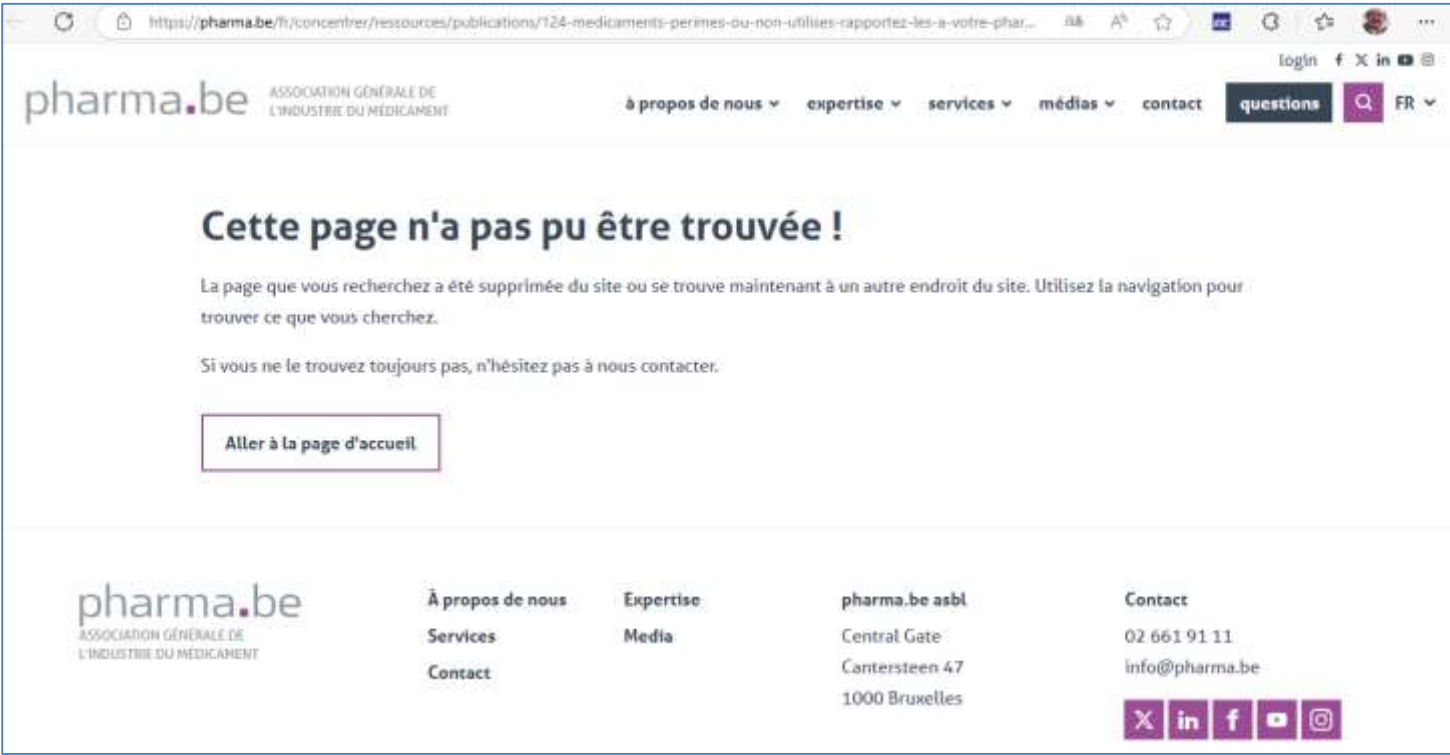 https://pharma.be/fr/concentrer/ressources/publications/124-medicaments-perimes-ou-non-utilises-rapportez-les-a-votre-phar...
login
pharma.be ASSOCIATION GÉNÉRALE DE
L'INDUSTRIE DU MÉDICAMENT
à propos de nous expertise services médias contact questions FR
Cette page n'a pas pu être trouvée !
La page que vous recherchez a été supprimée du site ou se trouve maintenant à un autre endroit du site. Utilisez la navigation pour
trouver ce que vous cherchez.
Si vous ne le trouvez toujours pas, n'hésitez pas à nous contacter.
Aller à la page d'accueil
pharma.be
ASSOCIATION GÉNÉRALE DE
L'INDUSTRIE DU MÉDICAMENT
À propos de nous
Services
Contact
Expertise
Media
pharma.be asbl
Central Gate
Cantersteen 47
1000 Bruxelles
Contact
02 661 91 11
info@pharma.be